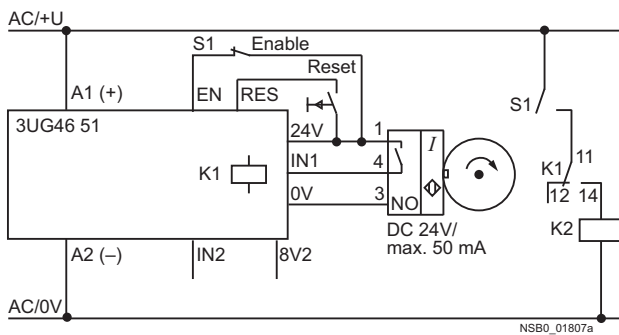 AC/+U
S1 Enable
Reset
A1 (+)
EN RES
S1
3UG46 51
24V 1
I
IN1 4
K1
K1 11
0V 3
NO
12 14
DC 24V/
max. 50 mA
K2
A2 (–)
IN2
8V2
AC/0V
NSB0_01807a